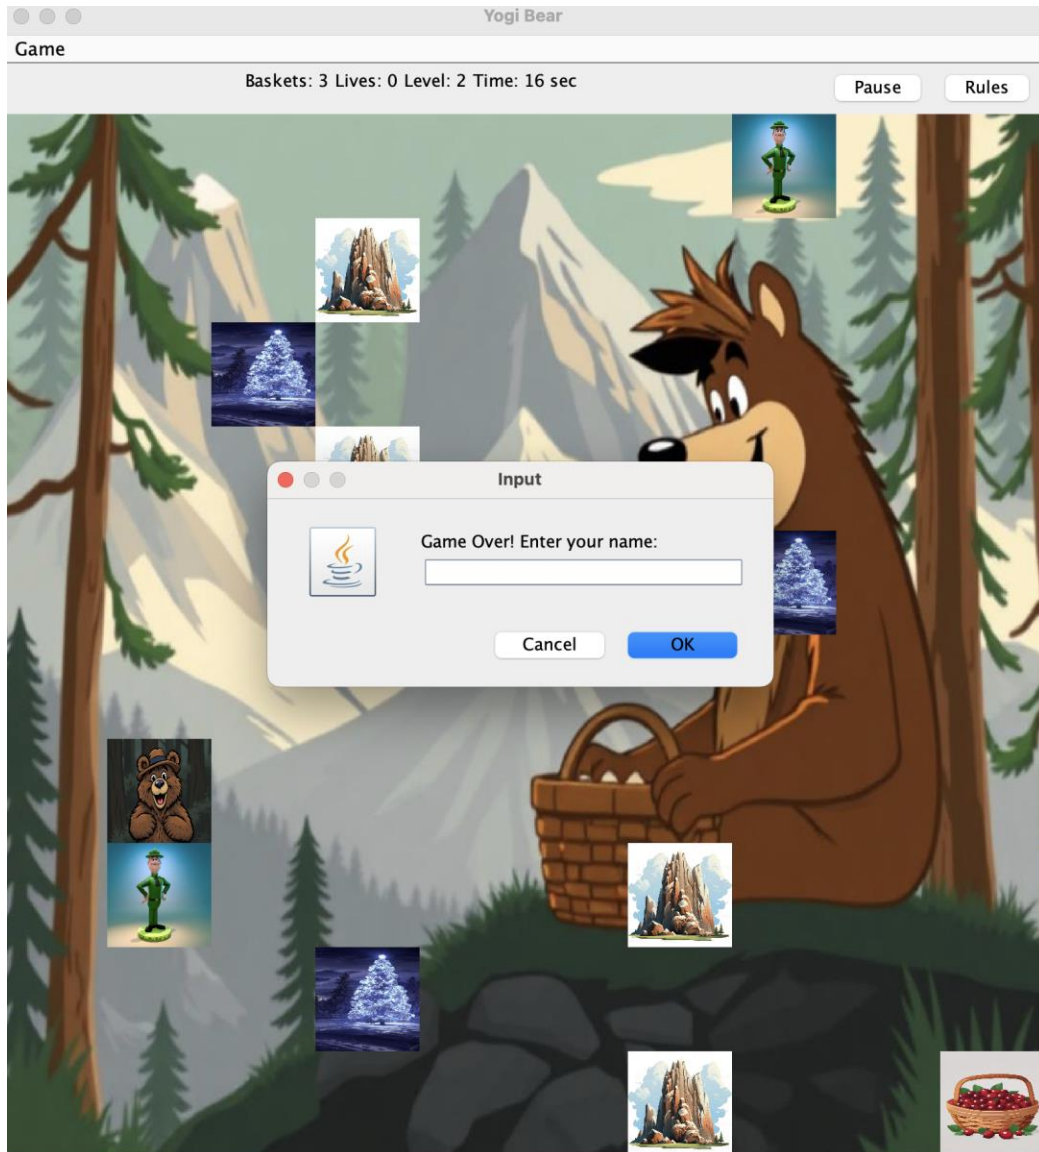 Yogi Bear
Game
Baskets: 3 Lives: 0 Level: 2 Time: 16 sec
Pause
Rules
Input
Game Over! Enter your name:
Cancel
OK